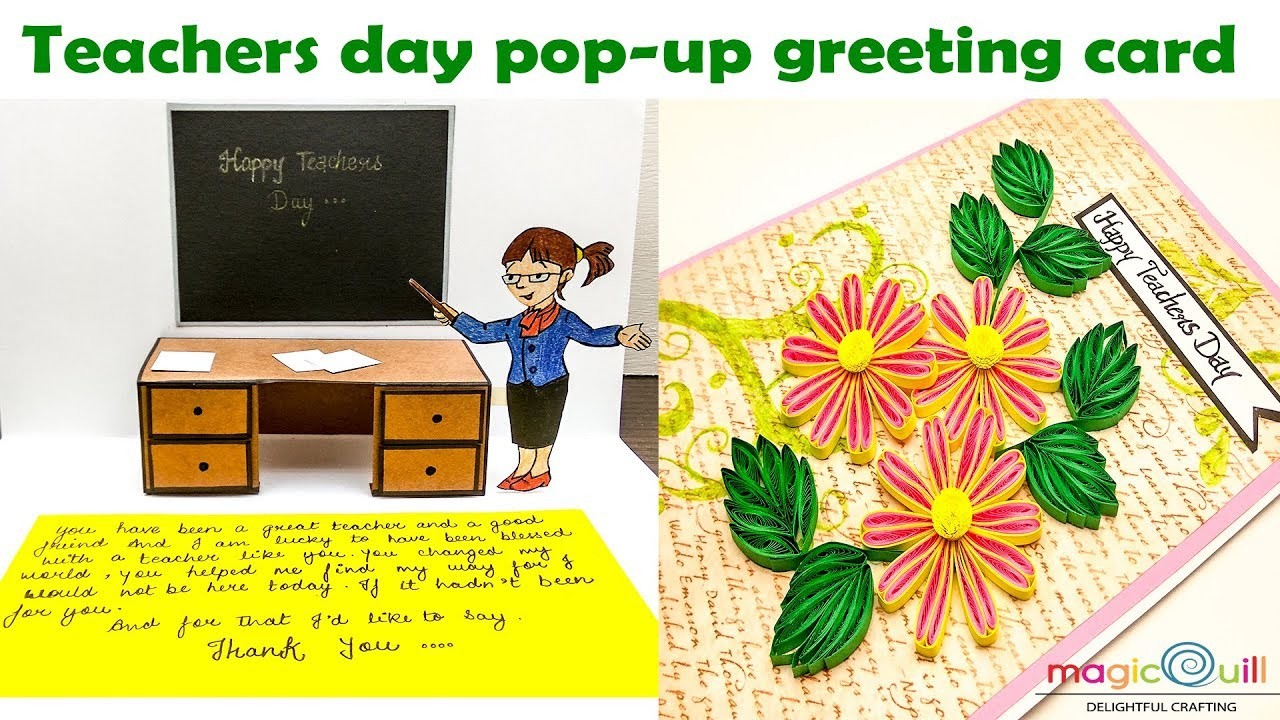 Teachers day pop-up greeting card
Happy Teachers
Day ...
you have been a great teacher and a good
friend And I am lucky to have been blessed
with a teacher like you. You changed my
world, you helped me find my way for I
would not be here today. If it hadn't been
for you.
And for that I'd like to say.
Thank You ....
Happy Teachers Day
magicQuill
DELIGHTFUL CRAFTING